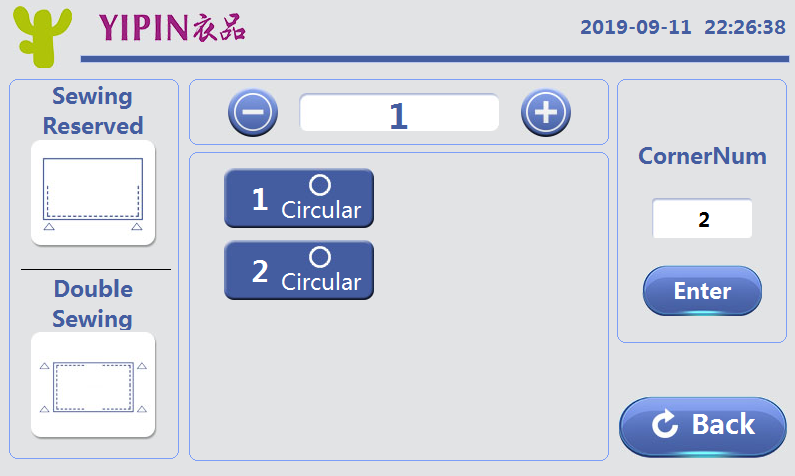 YIPIN衣品
2019-09-11 22:26:38
Sewing
Reserved
Double
Sewing
1
1 Circular
2 Circular
CornerNum
2
Enter
Back